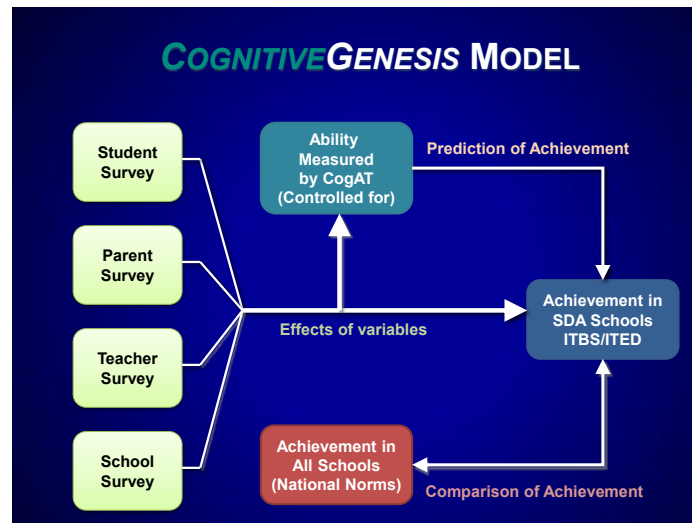 COGNITIVEGENESIS MODEL
Student
Survey
Parent
Survey
Teacher
Survey
School
Survey
Ability
Measured
by CogAT
(Controlled for)
Prediction of Achievement
Effects of variables
Achievement in
SDA Schools
ITBS/ITED
Achievement in
All Schools
(National Norms)
Comparison of Achievement